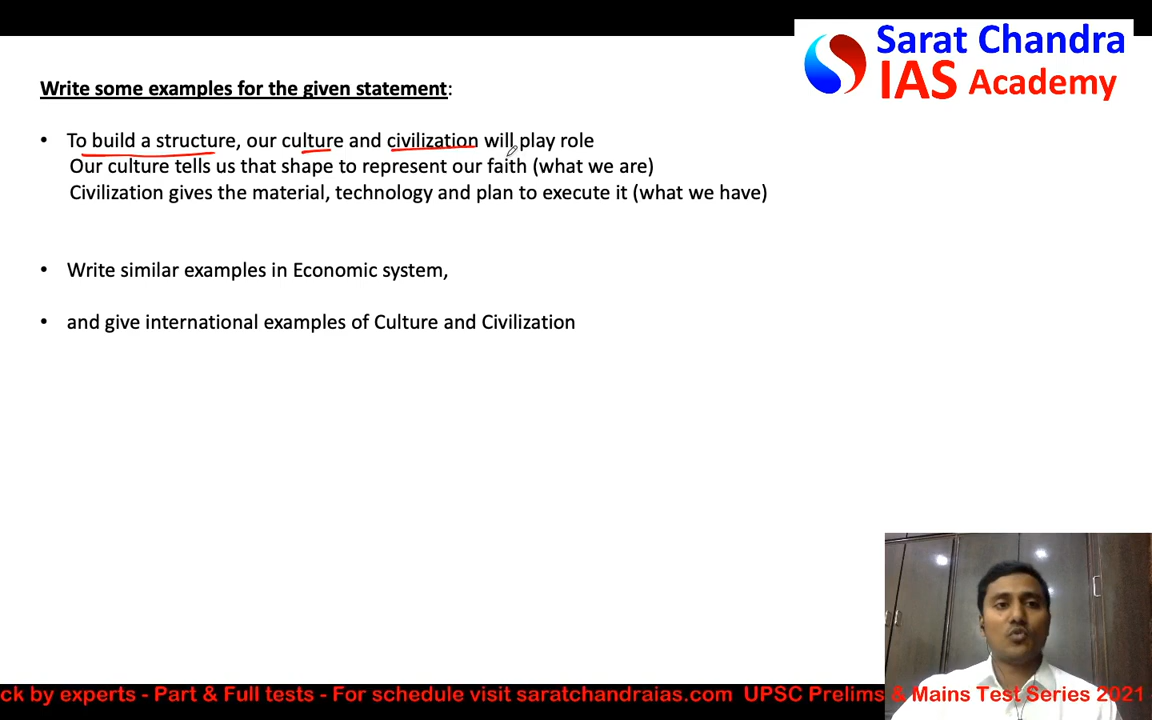 Sarat Chandra
IAS Academy
Write some examples for the given statement:
• To build a structure, our culture and civilization will play role
Our culture tells us that shape to represent our faith (what we are)
Civilization gives the material, technology and plan to execute it (what we have)
• Write similar examples in Economic system,
• and give international examples of Culture and Civilization
ck by experts - Part & Full tests - For schedule visit saratchandraias.com UPSC Prelims & Mains Test Series 2021